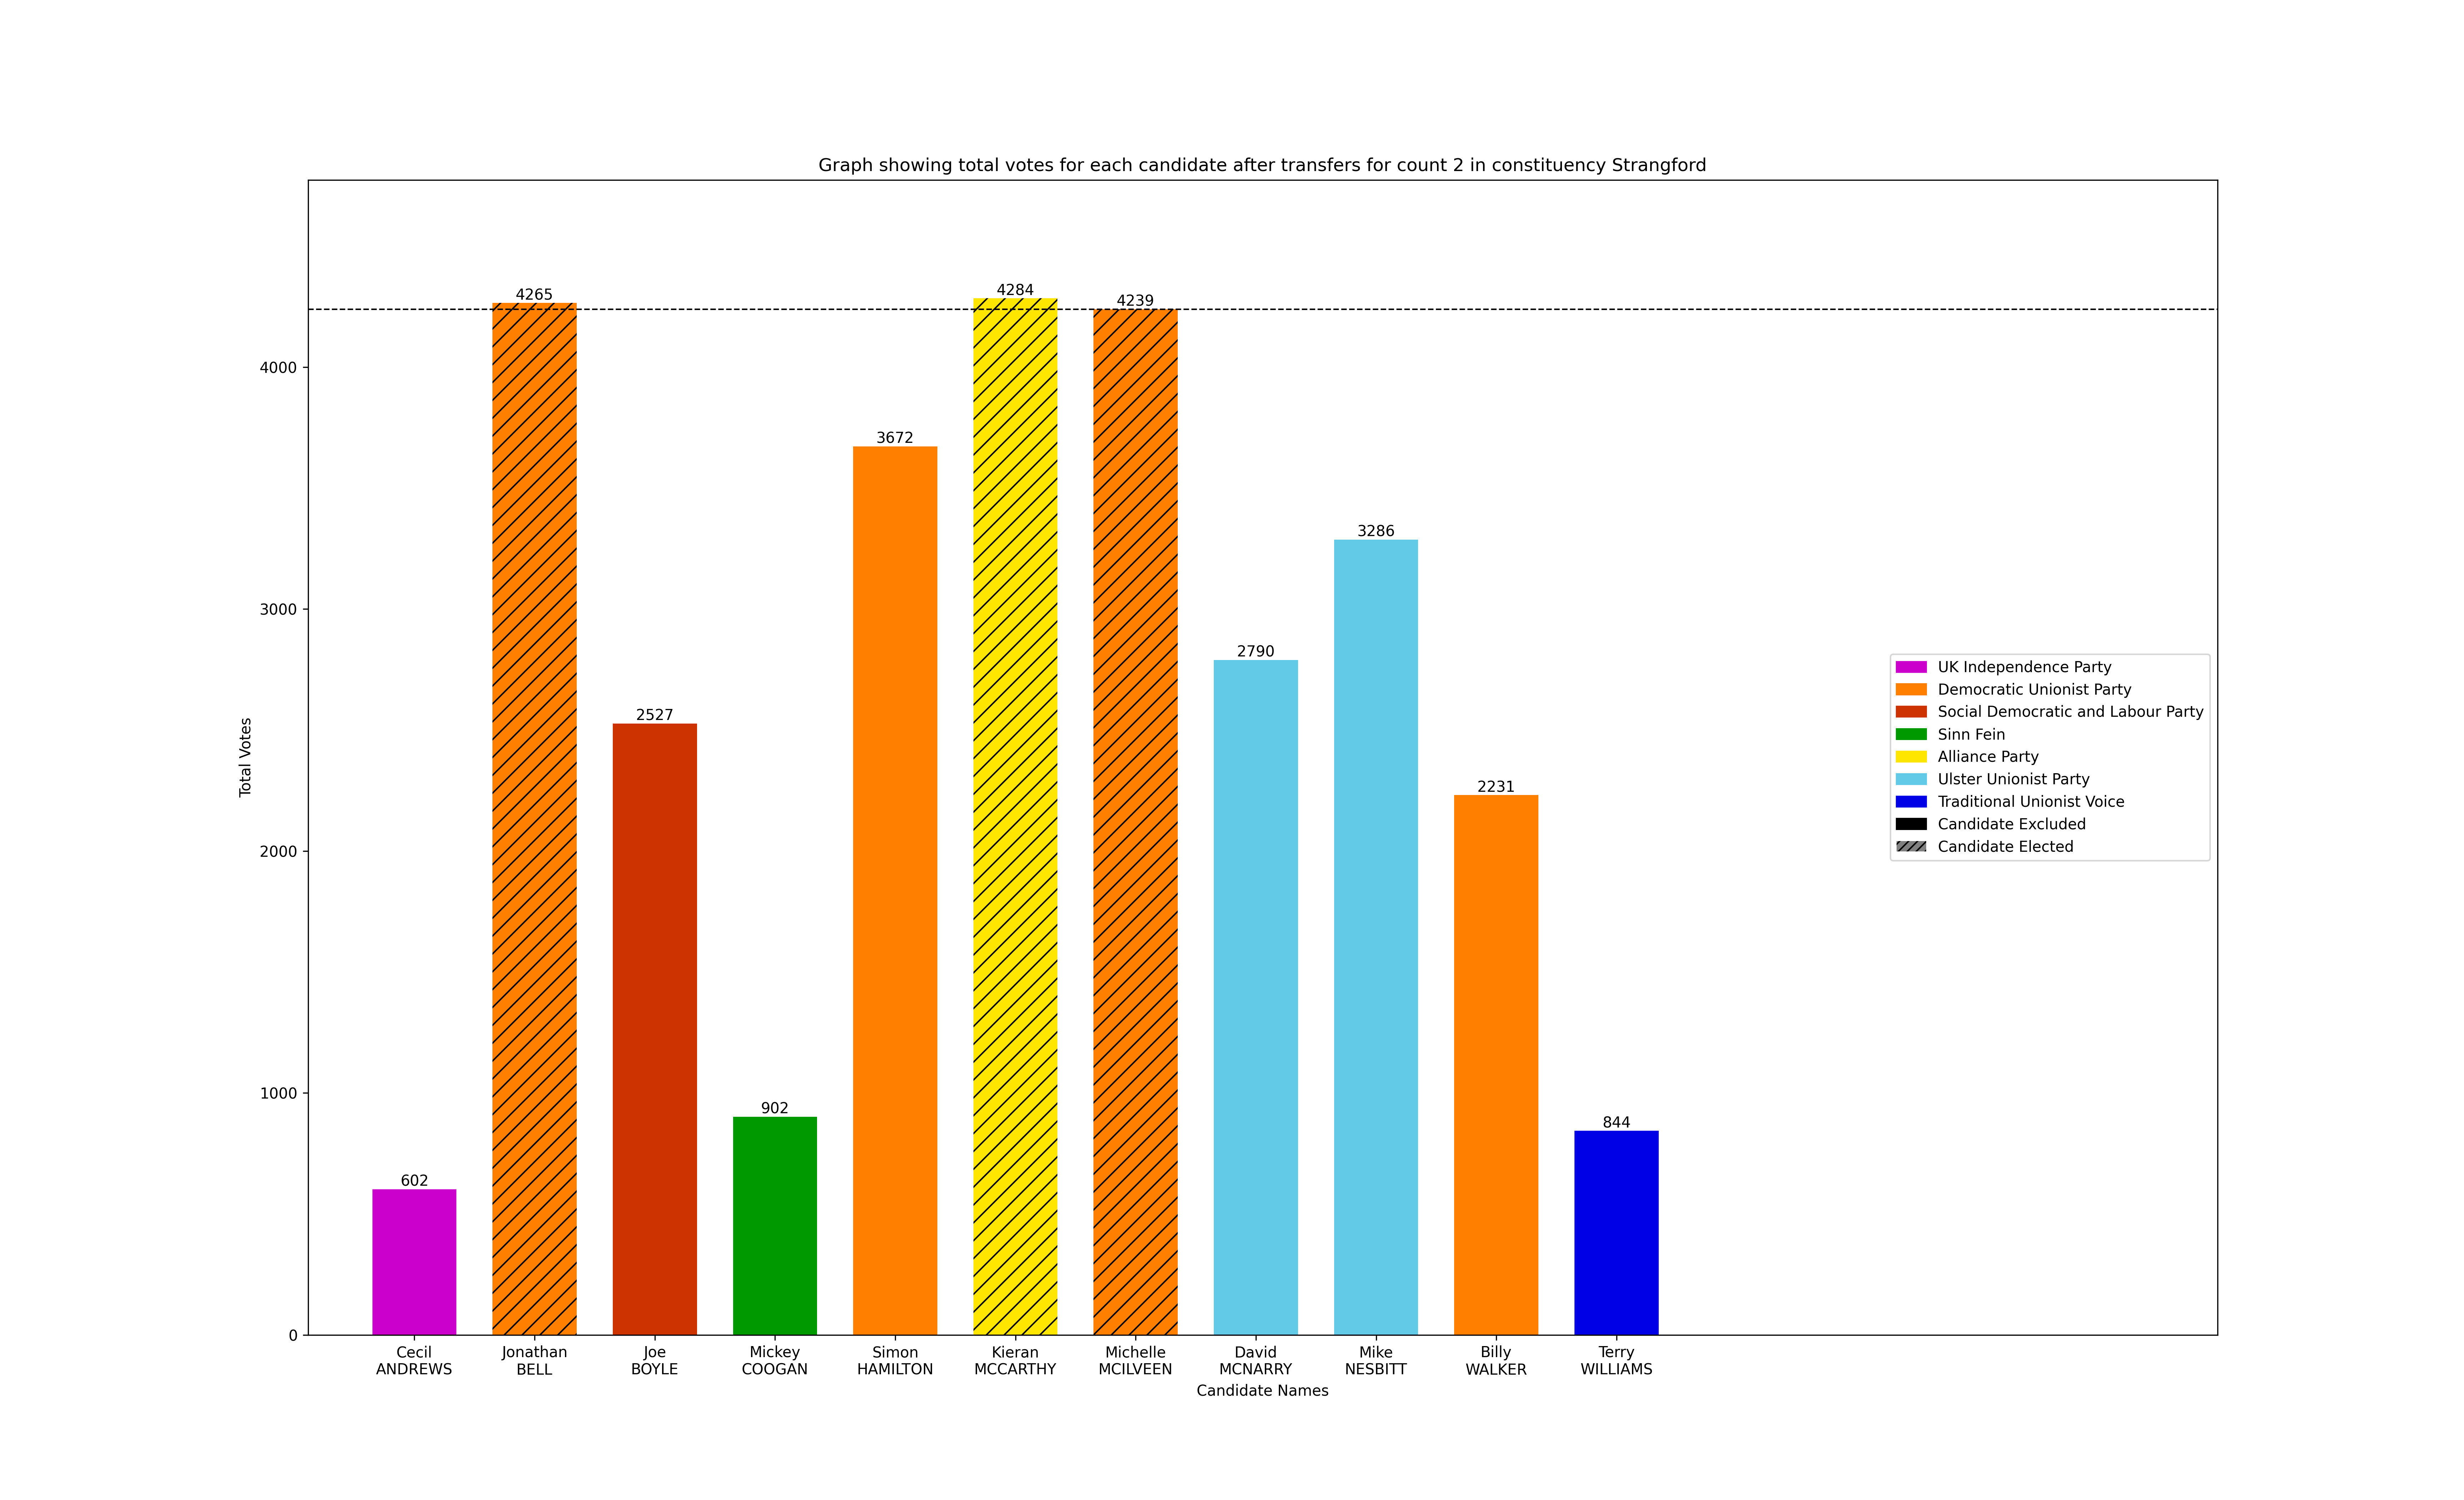 Graph showing total votes for each candidate after transfers for count 2 in constituency Strangford
Total Votes
4000
3000
2000
1000
0
602
4265
2527
902
3672
4284
4239
2790
3286
2231
844
UK Independence Party
Democratic Unionist Party
Social Democratic and Labour Party
Sinn Fein
Alliance Party
Ulster Unionist Party
Traditional Unionist Voice
Candidate Excluded
Candidate Elected
Cecil
ANDREWS
Jonathan
BELL
Joe
BOYLE
Mickey
COOGAN
Simon
HAMILTON
Kieran
MCCARTHY
Michelle
MCILVEEN
David
MCNARRY
Mike
NESBITT
Billy
WALKER
Terry
WILLIAMS
Candidate Names